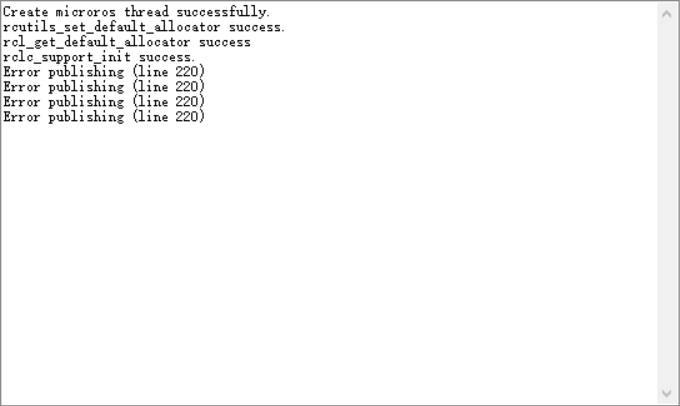 Create microros thread successfully.
rcutils_set_default_allocator success.
rcl_get_default_allocator success
rclc_support_init success.
Error publishing (line 220)
Error publishing (line 220)
Error publishing (line 220)
Error publishing (line 220)